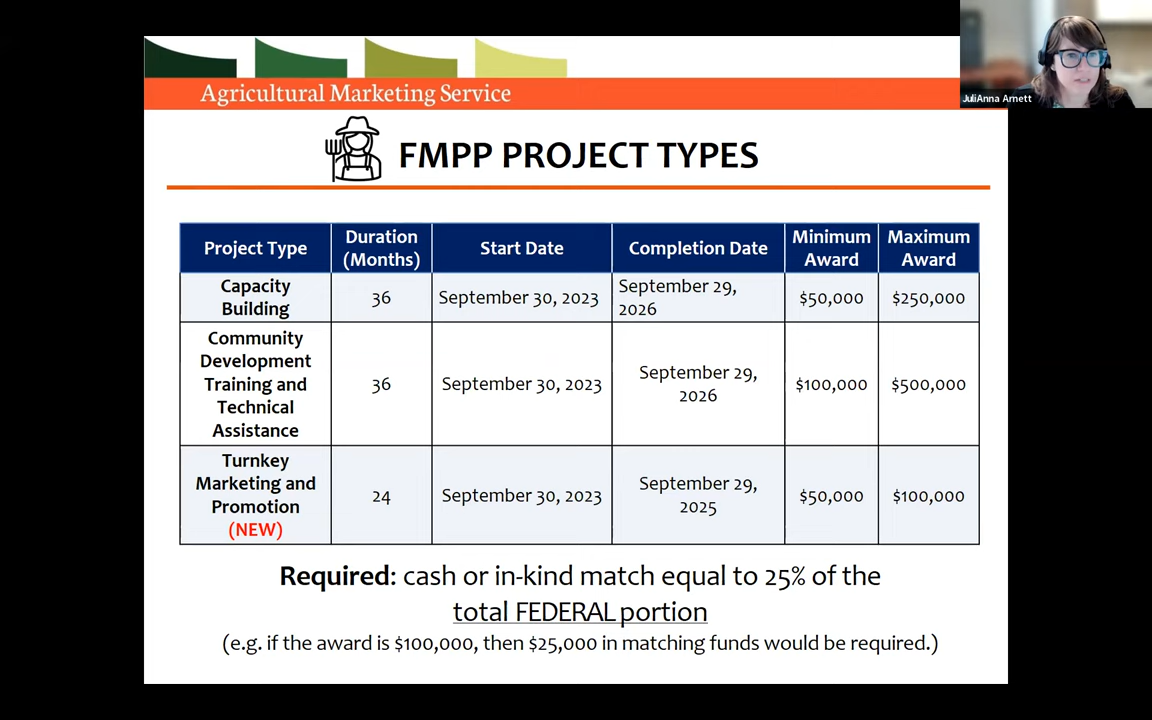 Agricultural Marketing Service
JuliAnna Arnett
FMPP PROJECT TYPES
Project Type
Duration
(Months)
Start Date
Completion Date
Minimum
Award
Maximum
Award
Capacity
Building
36
September 30, 2023
September 29,
2026
$50,000
$250,000
Community
Development
Training and
Technical
Assistance
36
September 30, 2023
September 29,
2026
$100,000
$500,000
Turnkey
Marketing and
Promotion
(NEW)
24
September 30, 2023
September 29,
2025
$50,000
$100,000
Required: cash or in-kind match equal to 25% of the
total FEDERAL portion
(e.g. if the award is $100,000, then $25,000 in matching funds would be required.)